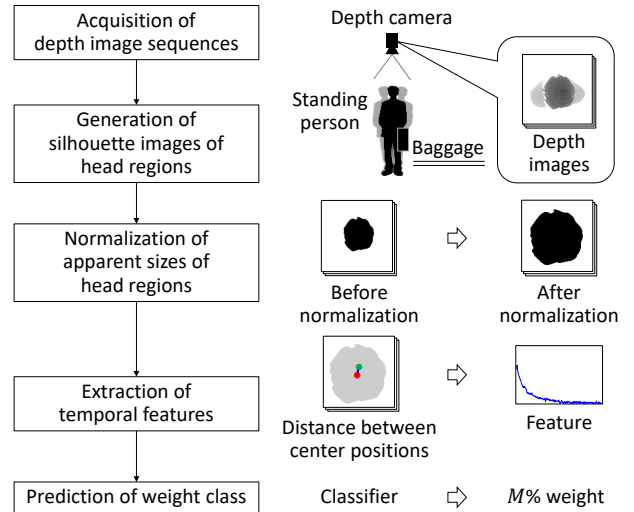 Acquisition of
depth image sequences
Depth camera
Standing
person
Baggage
Depth
images
Generation of
silhouette images of
head regions
Normalization of
apparent sizes of
head regions
Before
normalization
After
normalization
Extraction of
temporal features
Distance between
center positions
Feature
Prediction of weight class
Classifier
M% weight